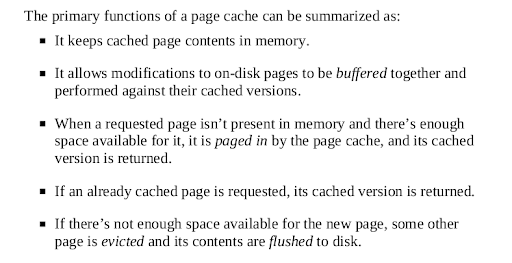 The primary functions of a page cache can be summarized as:
▪ It keeps cached page contents in memory.
▪ It allows modifications to on-disk pages to be buffered together and
performed against their cached versions.
▪ When a requested page isn’t present in memory and there’s enough
space available for it, it is paged in by the page cache, and its cached
version is returned.
▪ If an already cached page is requested, its cached version is returned.
▪ If there’s not enough space available for the new page, some other
page is evicted and its contents are flushed to disk.